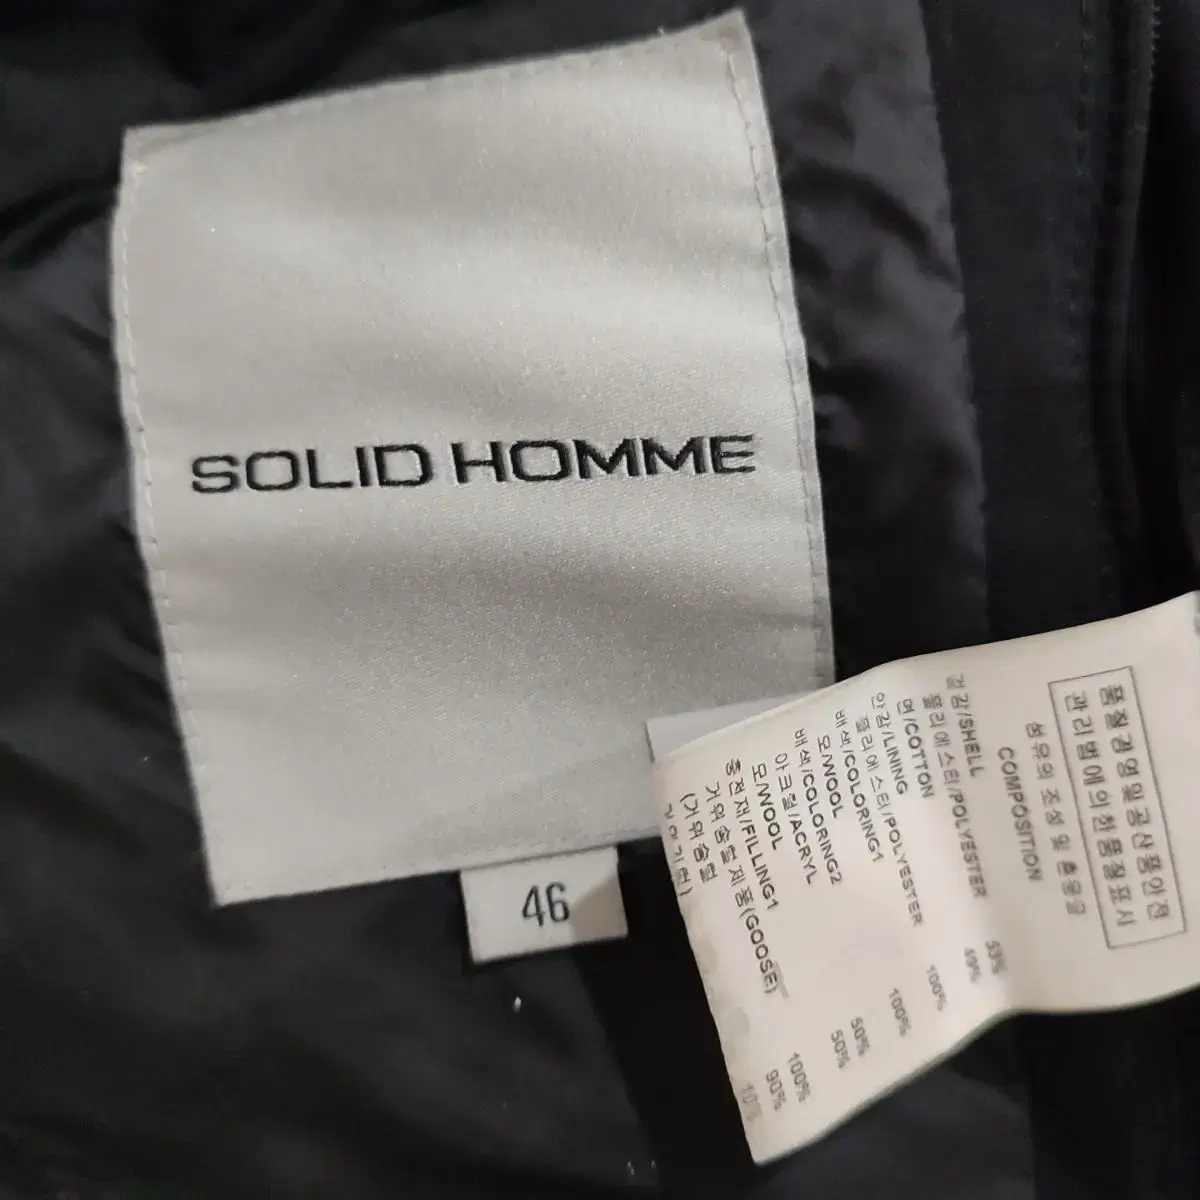 SOLID HOMME
46
품질경영및공산품안전
관리법에의한품질표시
섬유의 조성 및 혼용율
COMPOSITION
겉감/SHELL
폴리에스터/POLYESTER 53%
면/COTTON 49%
안감/LINING
폴리에스터/POLYESTER 100%
배색/COLORING1
모/WOOL 100%
배색/COLORING2
아크릴/ACRYL 50%
모/WOOL 50%
충전재/FILLING1
거위솜털제품(GOOSE) 100%
거위솜털 90%
10%